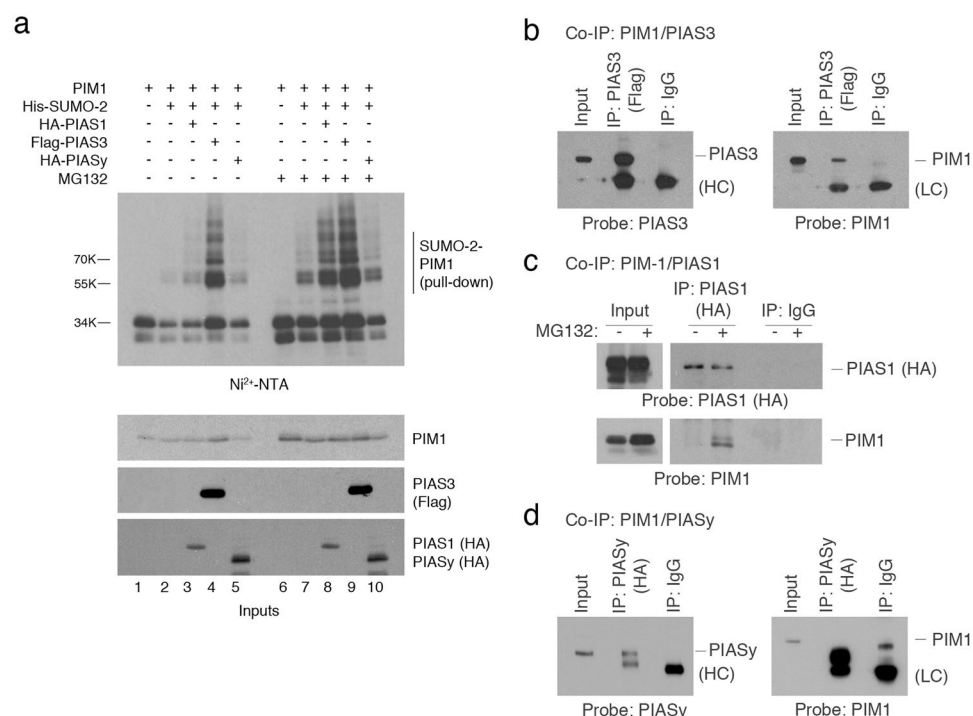 a
PIM1 + + + + + + + + + +
His-SUMO-2 - + + + + - + + + +
HA-PIAS1 - - + - - - - + - -
Flag-PIAS3 - - - + - - - - + -
HA-PIASy - - - - + - - - - +
MG132 - - - - - + + + + +
70K
55K
34K
SUMO-2-
PIM1
(pull-down)
Ni2+-NTA
PIM1
PIAS3
(Flag)
PIAS1 (HA)
PIASy (HA)
1 2 3 4 5 6 7 8 9 10
Inputs
b Co-IP: PIM1/PIAS3
Input
IP: PIAS3
(Flag)
IP: IgG
PIAS3
(HC)
Probe: PIAS3
Input
IP: PIAS3
(Flag)
IP: IgG
PIM1
(LC)
Probe: PIM1
c Co-IP: PIM-1/PIAS1
Input
IP: PIAS1
(HA)
IP: IgG
MG132: - + - + - +
PIAS1 (HA)
Probe: PIAS1 (HA)
PIM1
Probe: PIM1
d Co-IP: PIM1/PIASy
Input
IP: PIASy
(HA)
IP: IgG
PIASy
(HC)
Probe: PIASy
Input
IP: PIASy
(HA)
IP: IgG
PIM1
(LC)
Probe: PIM1